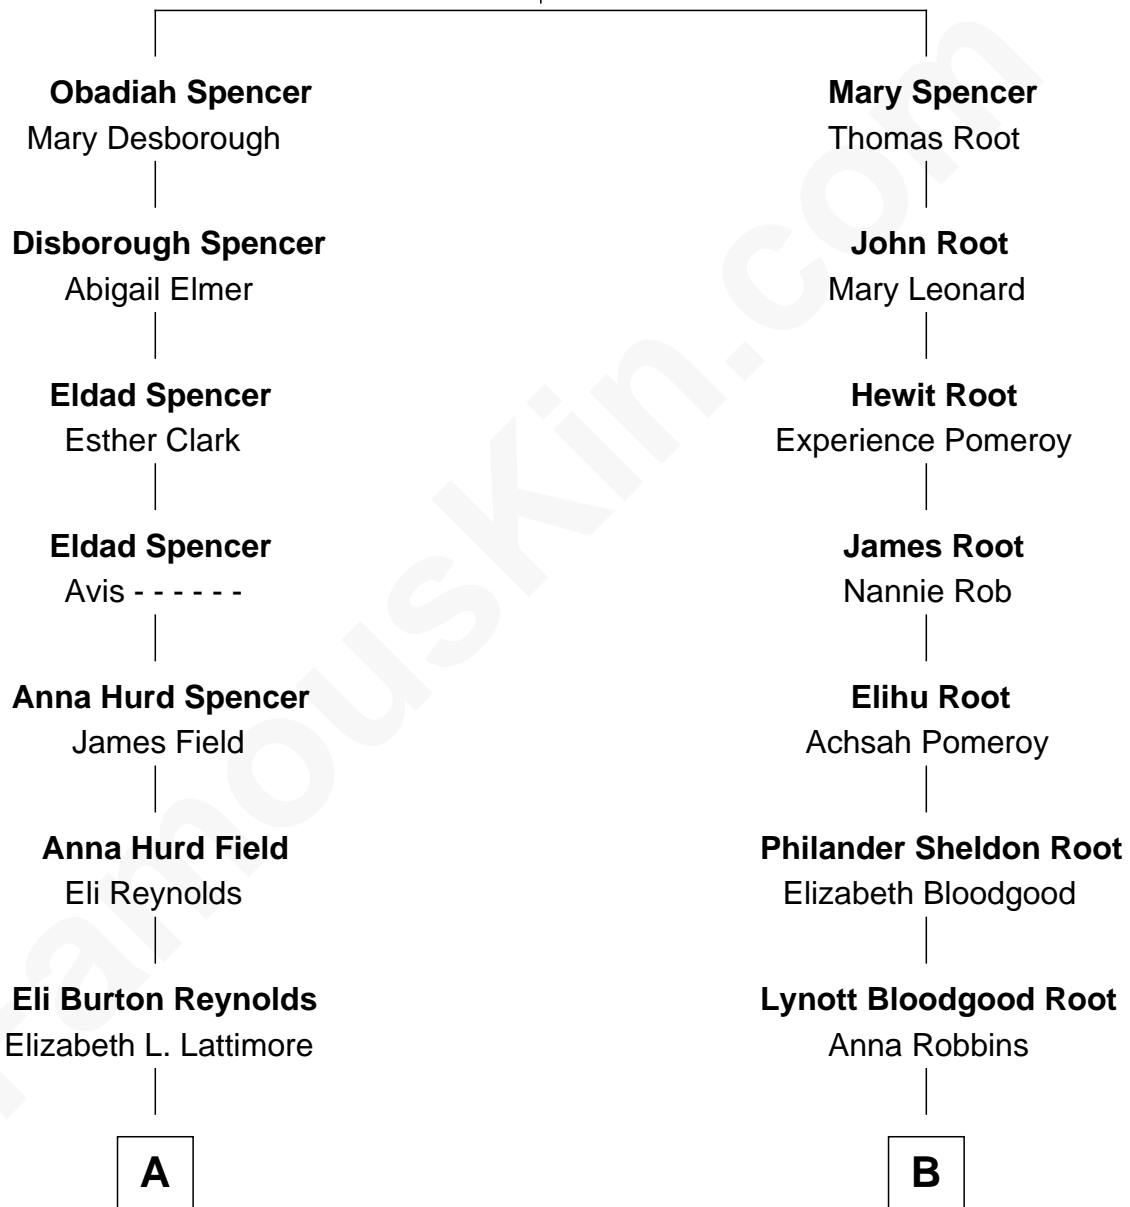 Obadiah Spencer
Mary Desborough
Disborough Spencer
Abigail Elmer
Eldad Spencer
Esther Clark
Eldad Spencer
Avis - - - - - -
Anna Hurd Spencer
James Field
Anna Hurd Field
Eli Reynolds
Eli Burton Reynolds
Elizabeth L. Lattimore
A
Mary Spencer
Thomas Root
John Root
Mary Leonard
Hewit Root
Experience Pomeroy
James Root
Nannie Rob
Elihu Root
Achsah Pomeroy
Philander Sheldon Root
Elizabeth Bloodgood
Lynott Bloodgood Root
Anna Robbins
B
FamousKin.com